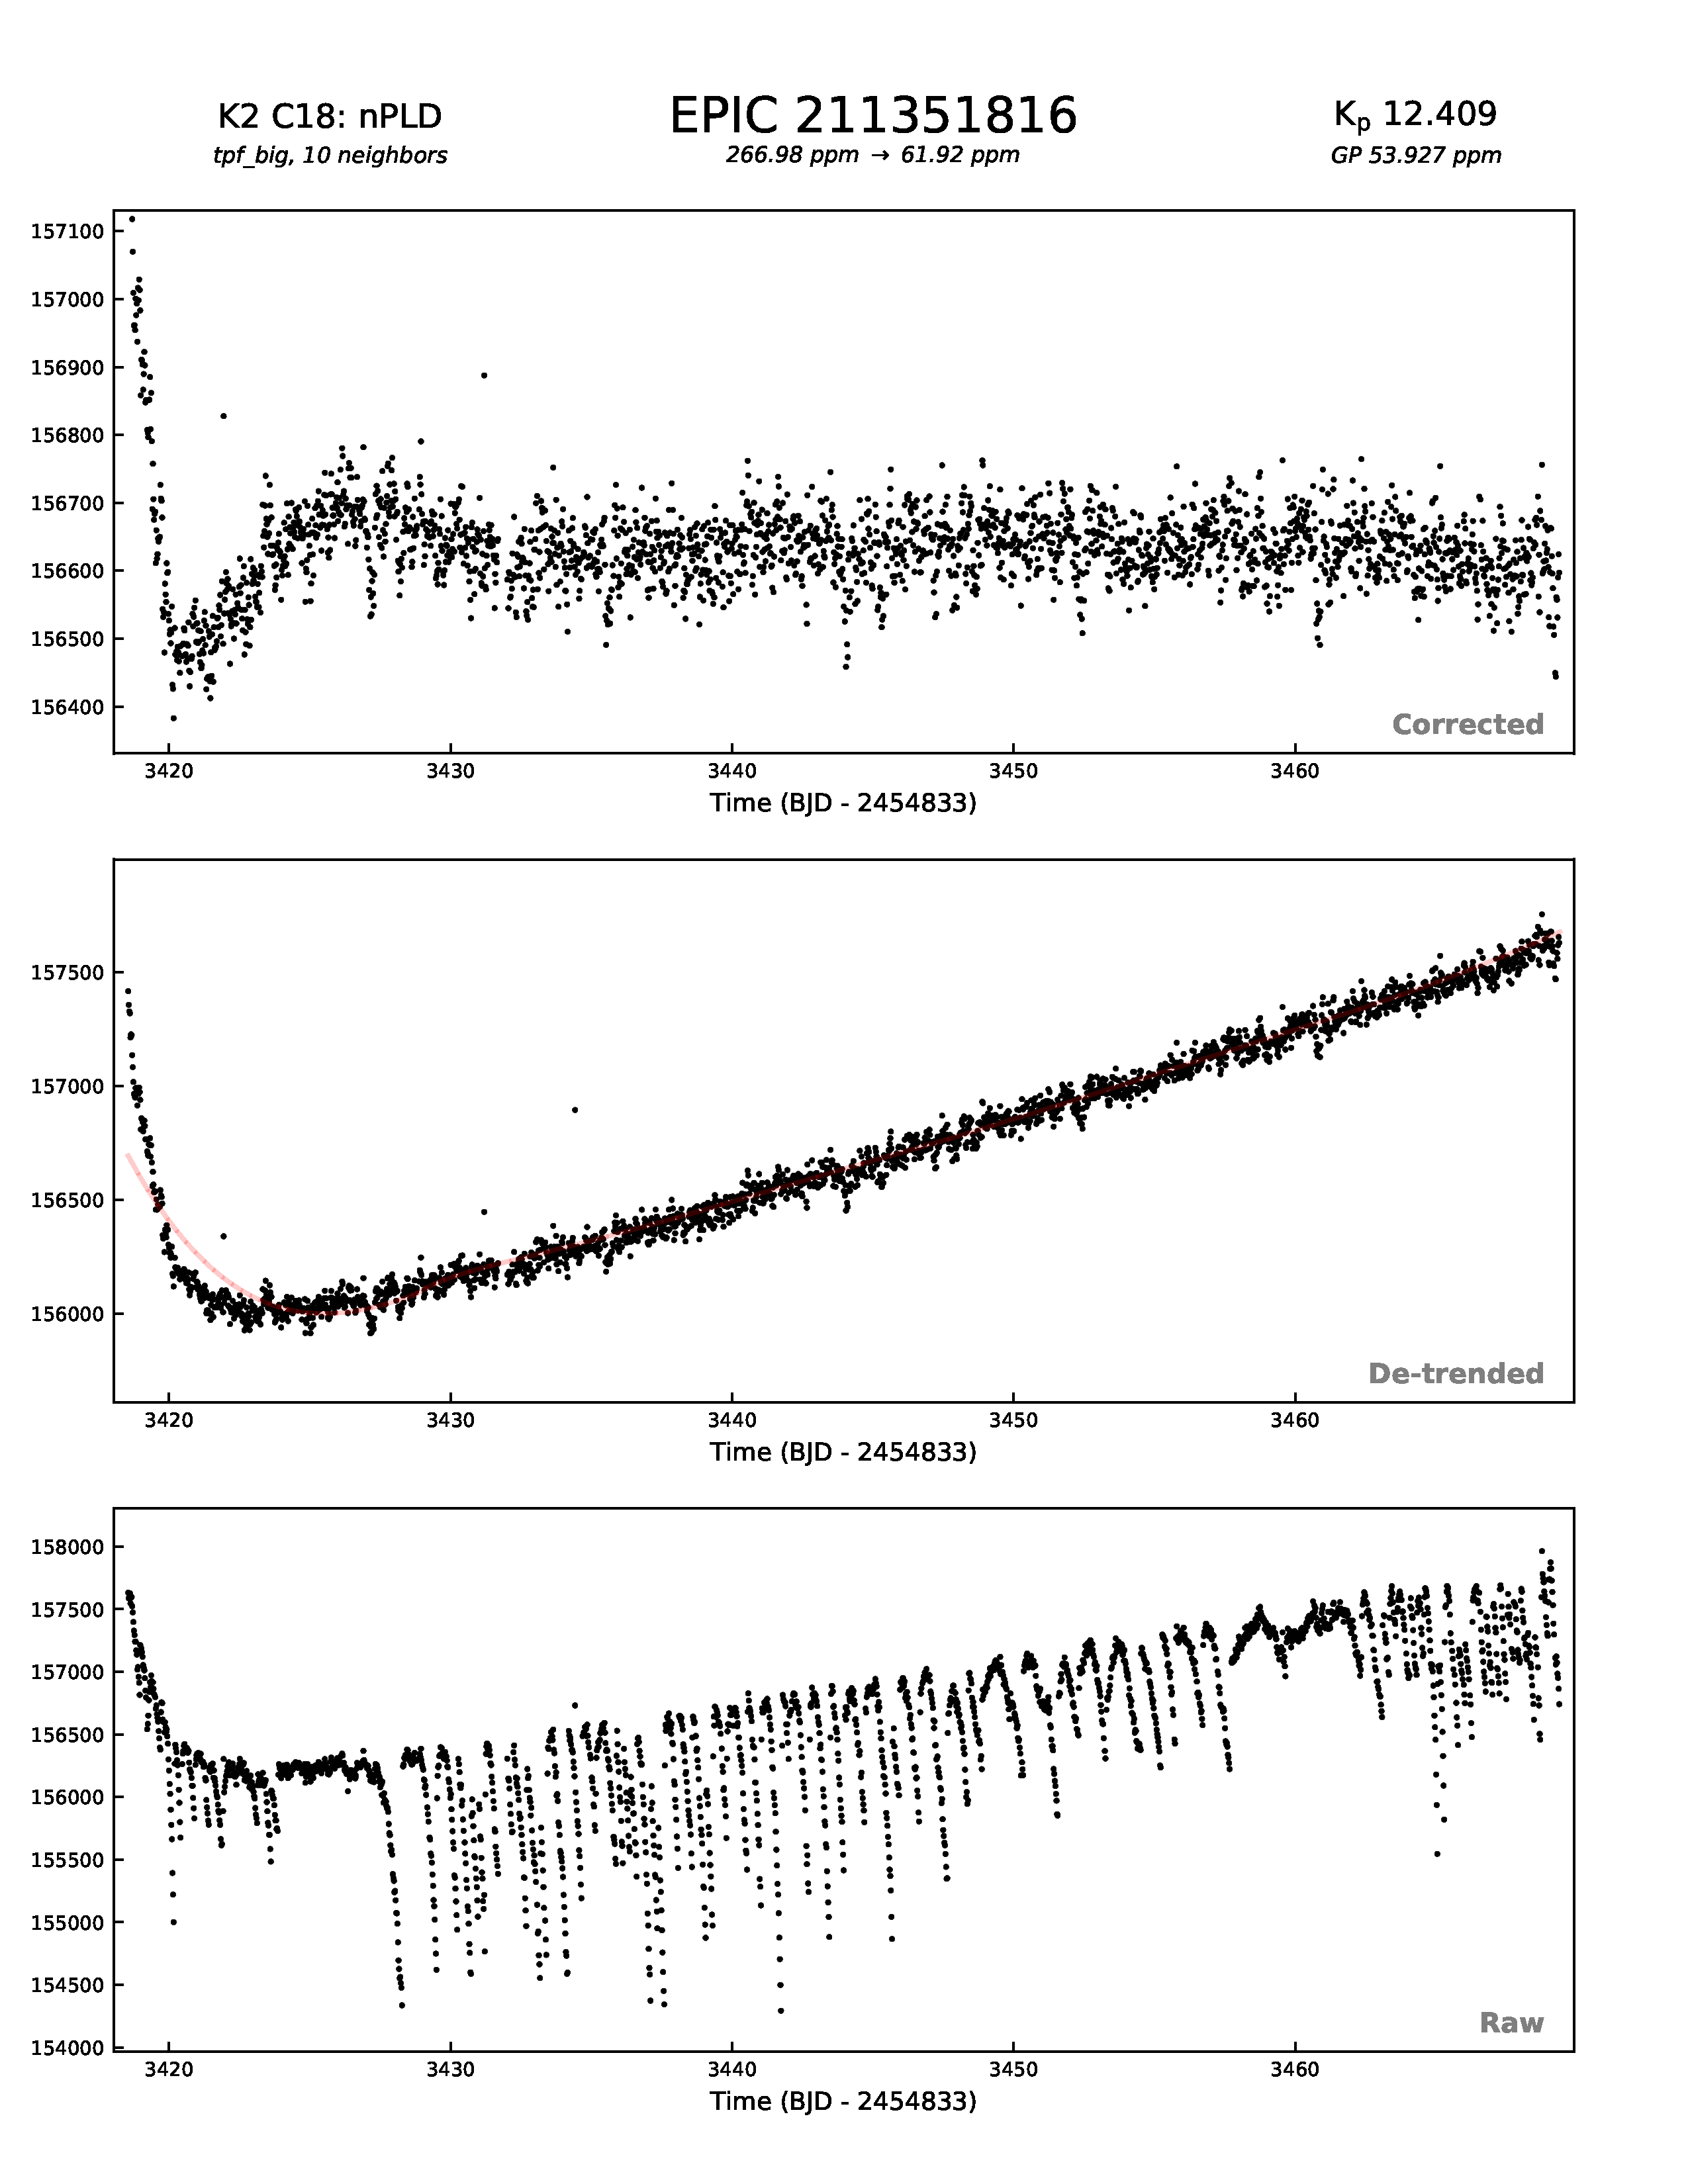 K2 C18: nPLD EPIC 211351816 Kp 12.409
tpf_big, 10 neighbors 266.98 ppm → 61.92 ppm GP 53.927 ppm
157100
157000
156900
156800
156700
156600
156500
156400
Corrected
3420 3430 3440 3450 3460
Time (BJD - 2454833)
157500
157000
156500
156000
De-trended
3420 3430 3440 3450 3460
Time (BJD - 2454833)
158000
157500
157000
156500
156000
155500
155000
154500
154000
Raw
3420 3430 3440 3450 3460
Time (BJD - 2454833)